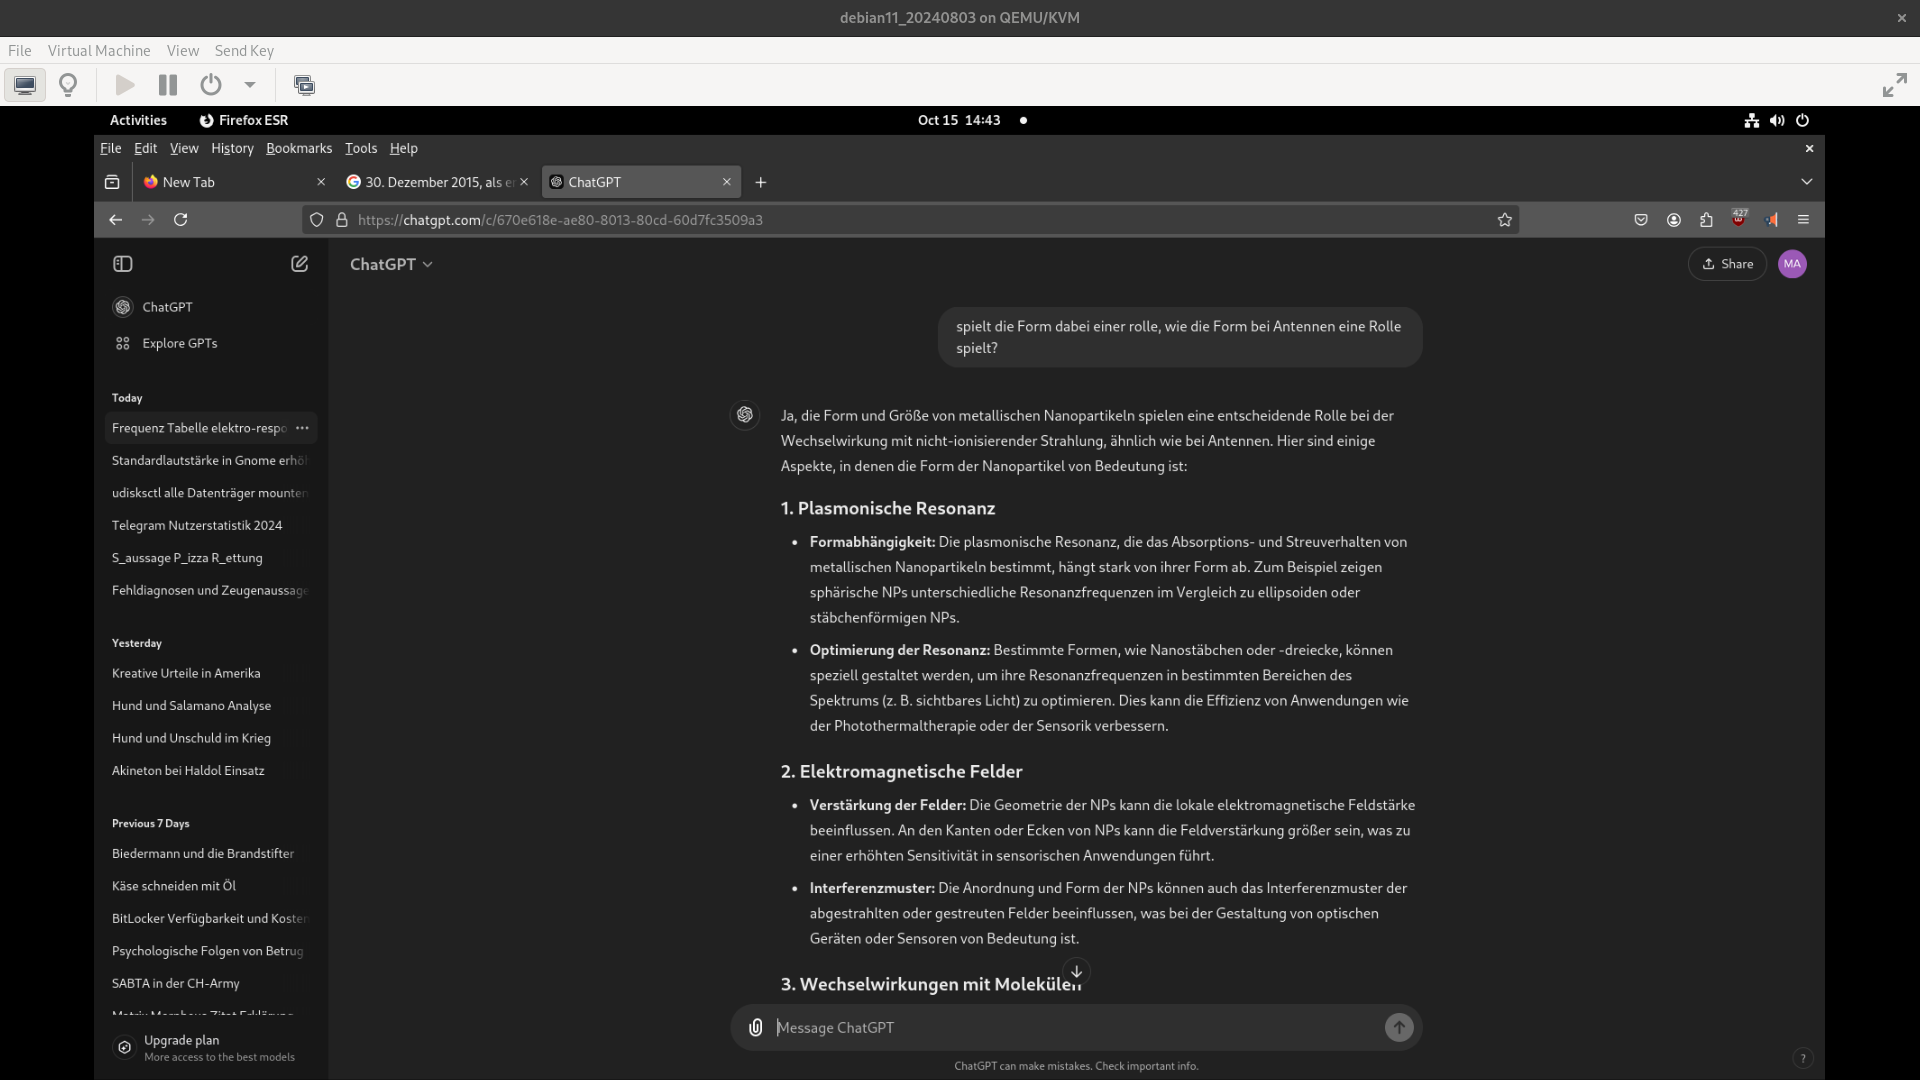 debian11_20240803 on QEMU/KVM
File Virtual Machine View Send Key
Activities Firefox ESR Oct 15 14:43
File Edit View History Bookmarks Tools Help
New Tab 30. Dezember 2015, als er ChatGPT
https://chatgpt.com/c/670e618e-ae80-8013-80cd-60d7fc3509a3 427
ChatGPT Share MA
ChatGPT
Explore GPTs
Today
Frequenz Tabelle elektro-respo
Standardlautstärke in Gnome erhöh
udisksctl alle Datenträger mounten
Telegram Nutzerstatistik 2024
S_aussage P_izza R_ettung
Fehldiagnosen und Zeugenaussage
Yesterday
Kreative Urteile in Amerika
Hund und Salamano Analyse
Hund und Unschuld im Krieg
Akineton bei Haldol Einsatz
Previous 7 Days
Biedermann und die Brandstifter
Käse schneiden mit Öl
BitLocker Verfügbarkeit und Kosten
Psychologische Folgen von Betrug
SABTA in der CH-Army
Matrix Morpheus Zitat Erklärung
Upgrade plan
More access to the best models
spielt die Form dabei einer rolle, wie die Form bei Antennen eine Rolle
spielt?
Ja, die Form und Größe von metallischen Nanopartikeln spielen eine entscheidende Rolle bei der
Wechselwirkung mit nicht-ionisierender Strahlung, ähnlich wie bei Antennen. Hier sind einige
Aspekte, in denen die Form der Nanopartikel von Bedeutung ist:
1. Plasmonische Resonanz
• Formabhängigkeit: Die plasmonische Resonanz, die das Absorptions- und Streuverhalten von
metallischen Nanopartikeln bestimmt, hängt stark von ihrer Form ab. Zum Beispiel zeigen
sphärische NPs unterschiedliche Resonanzfrequenzen im Vergleich zu ellipsoiden oder
stäbchenförmigen NPs.
• Optimierung der Resonanz: Bestimmte Formen, wie Nanostäbchen oder -dreiecke, können
speziell gestaltet werden, um ihre Resonanzfrequenzen in bestimmten Bereichen des
Spektrums (z. B. sichtbares Licht) zu optimieren. Dies kann die Effizienz von Anwendungen wie
der Photothermaltherapie oder der Sensorik verbessern.
2. Elektromagnetische Felder
• Verstärkung der Felder: Die Geometrie der NPs kann die lokale elektromagnetische Feldstärke
beeinflussen. An den Kanten oder Ecken von NPs kann die Feldverstärkung größer sein, was zu
einer erhöhten Sensitivität in sensorischen Anwendungen führt.
• Interferenzmuster: Die Anordnung und Form der NPs können auch das Interferenzmuster der
abgestrahlten oder gestreuten Felder beeinflussen, was bei der Gestaltung von optischen
Geräten oder Sensoren von Bedeutung ist.
3. Wechselwirkungen mit Molekülen
Message ChatGPT
ChatGPT can make mistakes. Check important info.
?